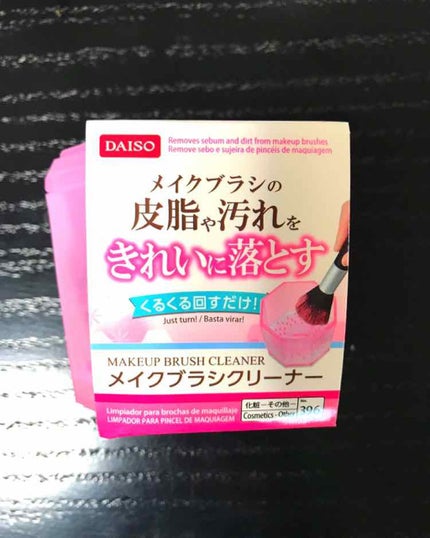 DAISO
Removes sebum and dirt from makeup brushes
Remove sebo e sujeira de pincéis de maquiagem
メイクブラシの
皮脂や汚れを
きれいに落とす
くるくる回すだけ!
Just turn! / Basta virar!
MAKEUP BRUSH CLEANER
メイクブラシクリーナー
Limpiador para brochas de maquillaje
LIMPADOR PARA PINCEL DE MAQUIAGEM
化粧ーその他ー
Cosmetics・Other
No.
396